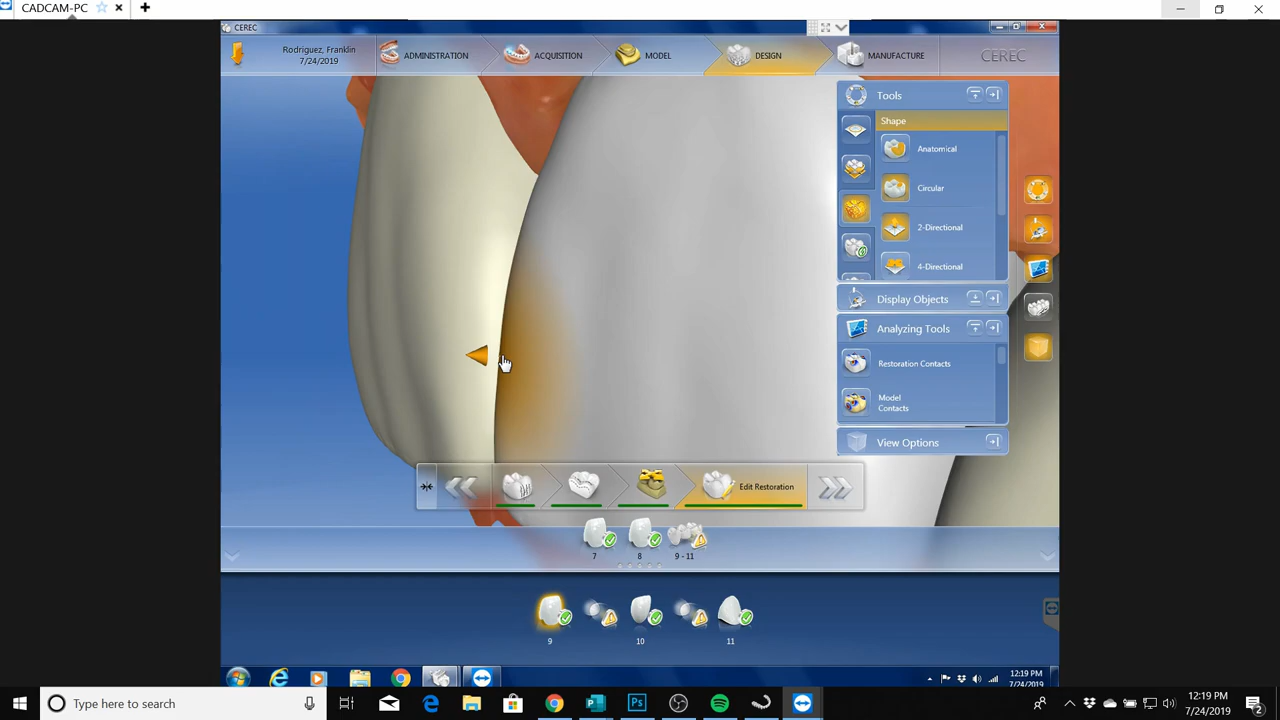 CADCAM-PC
CEREC
Rodriguez, Franklin
7/24/2019
ADMINISTRATION
ACQUISITION
MODEL
DESIGN
MANUFACTURE
CEREC
Tools
Shape
Anatomical
Circular
2-Directional
4-Directional
Display Objects
Analyzing Tools
Restoration Contacts
Model
Contacts
View Options
Edit Restoration
7
8
9 - 11
9
10
11
12:19 PM
7/24/2019
Type here to search
12:19 PM
7/24/2019
2